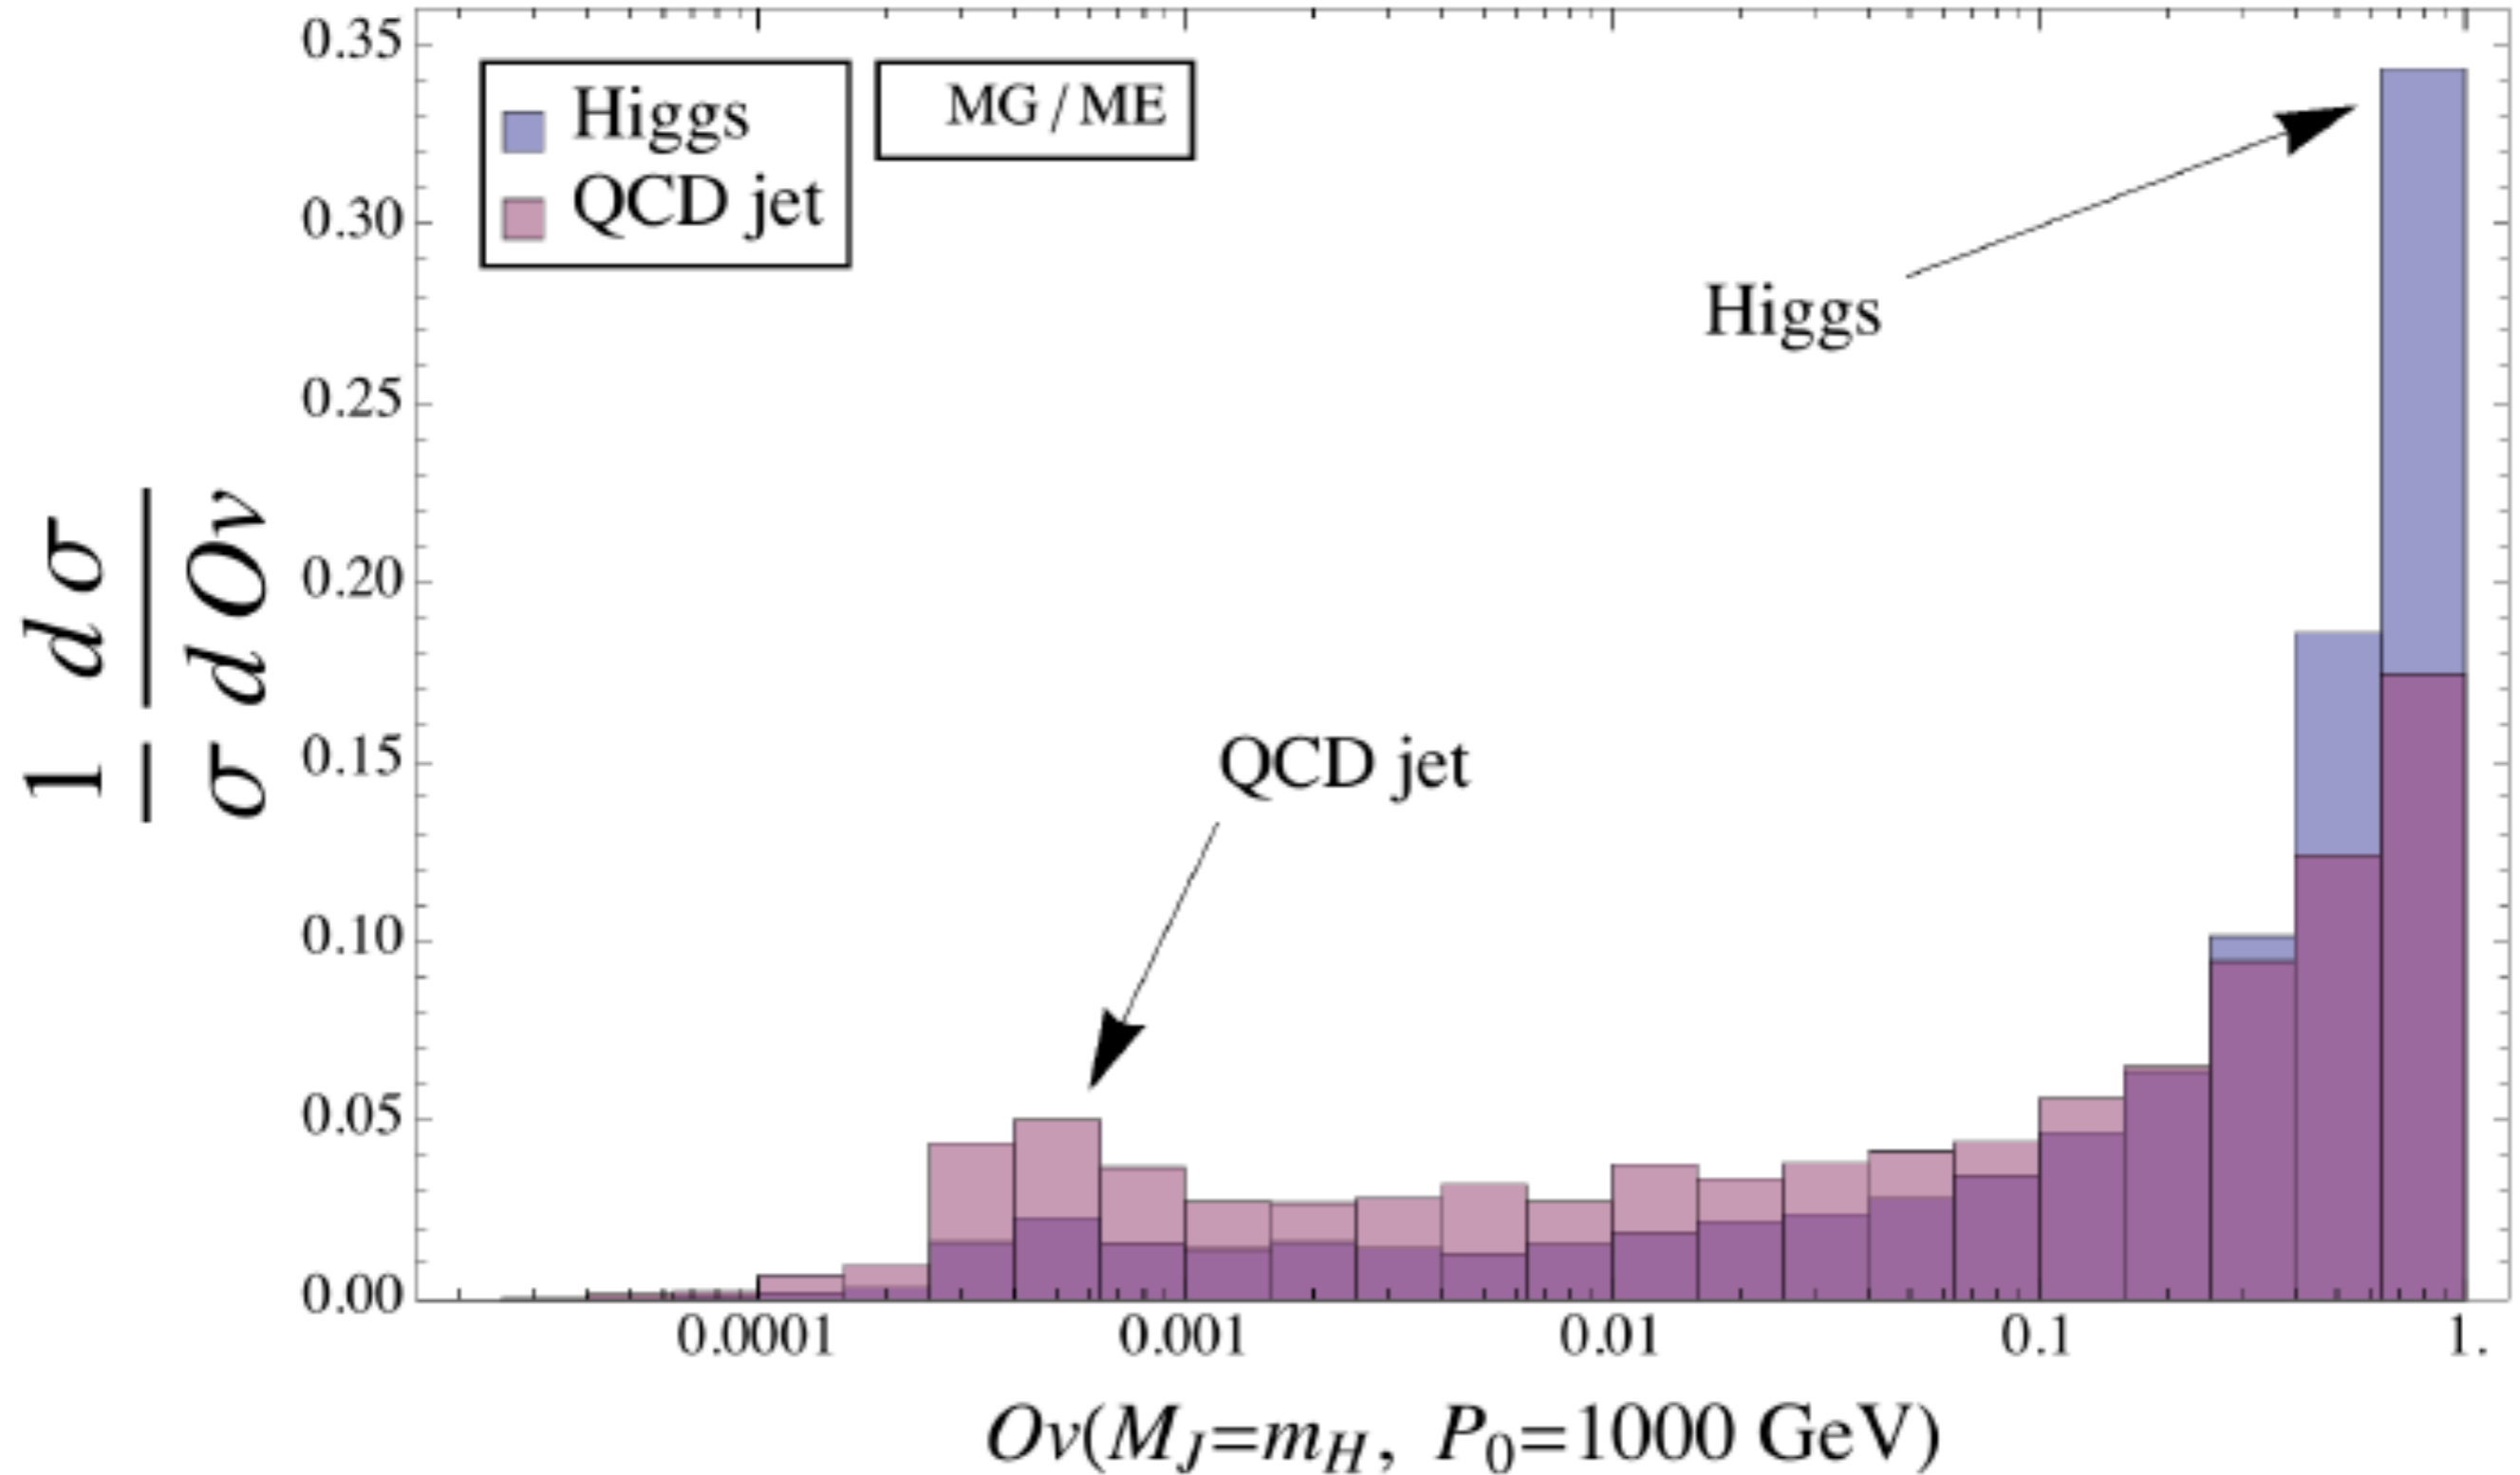 0.35
0.30
0.25
0.20
0.15
0.10
0.05
0.00
1 dσ
σ dOv
Higgs
QCD jet
MG/ME
Higgs
QCD jet
0.0001 0.001 0.01 0.1 1.
Ov(M_J=m_H, P_0=1000 GeV)